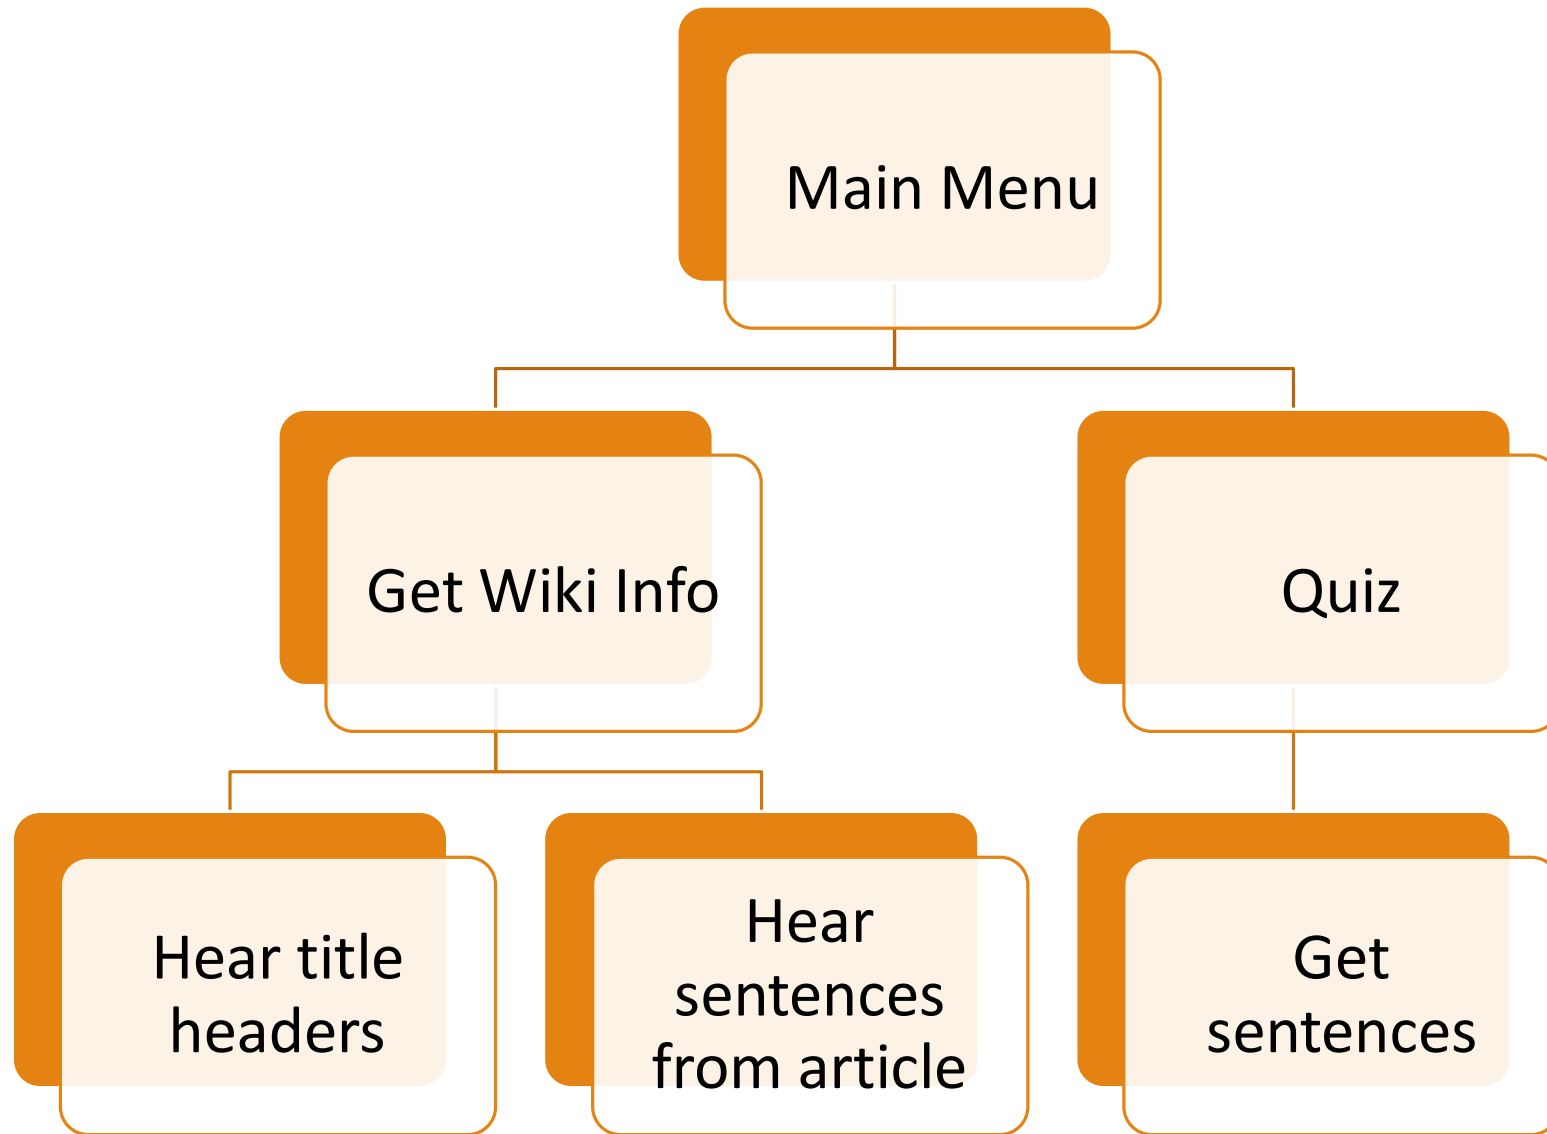 Main Menu
Get Wiki Info
Quiz
Hear title
headers
Hear
sentences
from article
Get
sentences